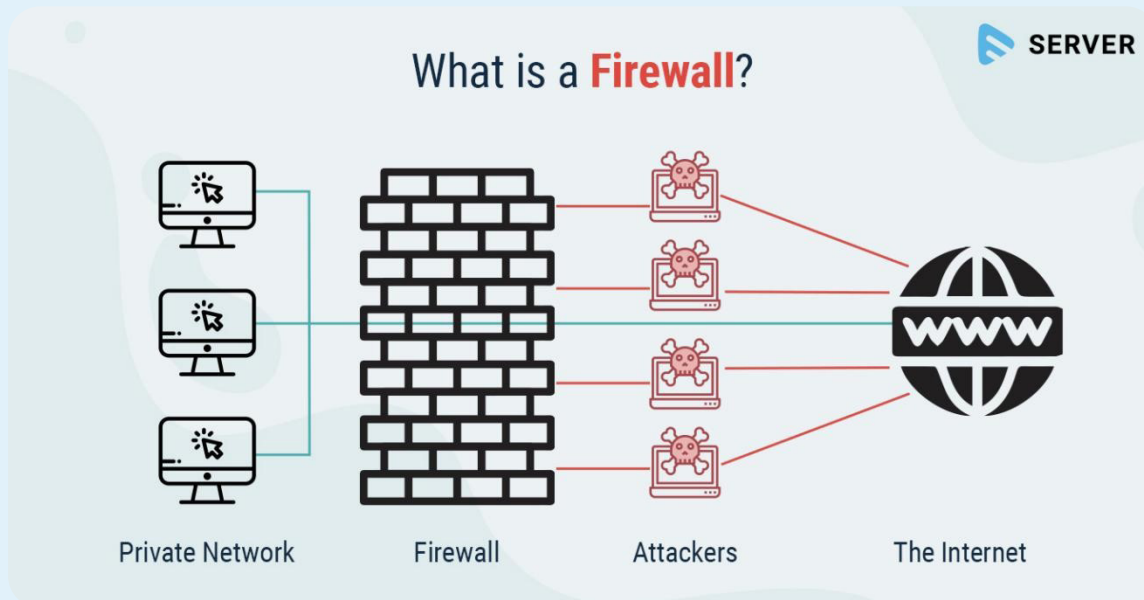 SERVER
What is a Firewall?
www
Private Network
Firewall
Attackers
The Internet